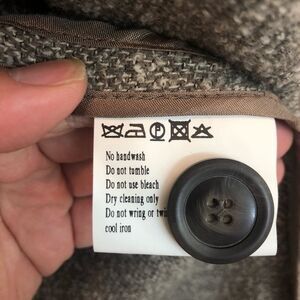 No handwash
Do not tumble
Do not use bleach
Dry cleaning only
Do not wring or
cool iron